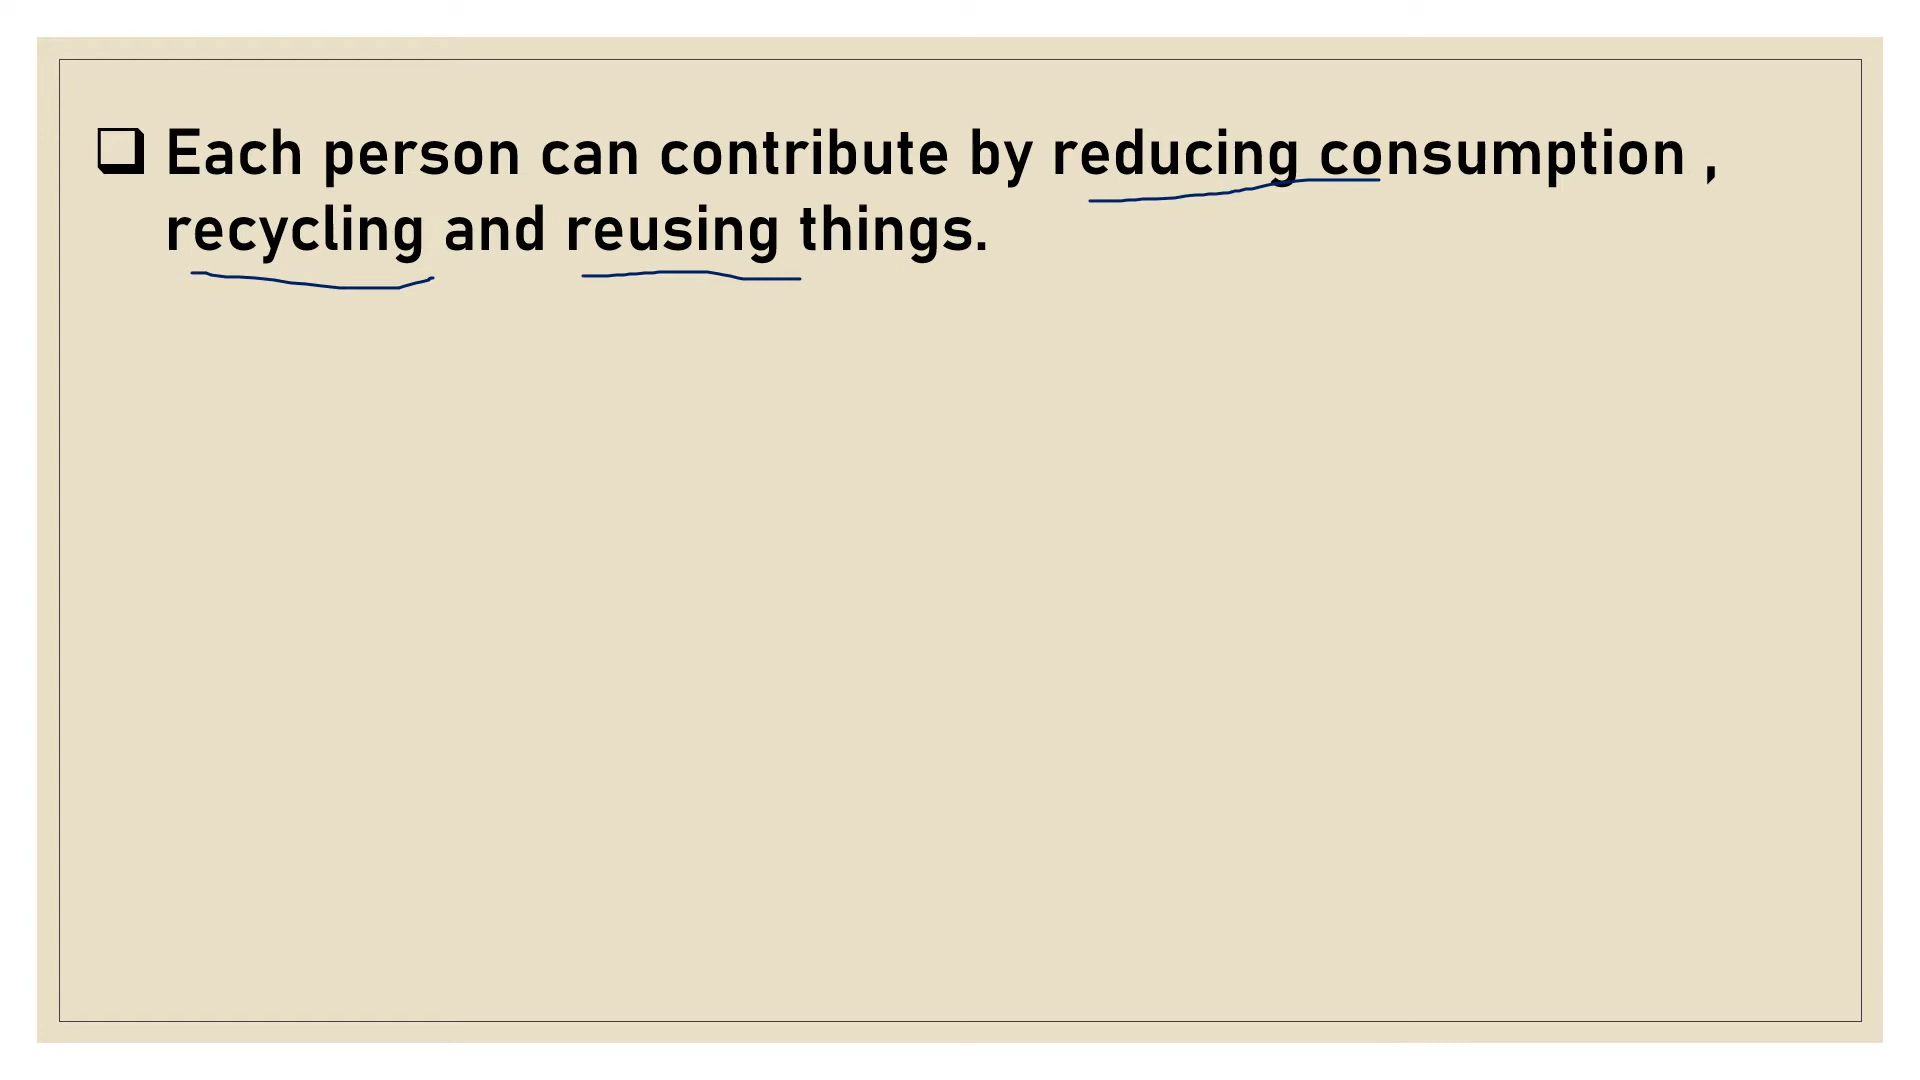 Each person can contribute by reducing consumption ,
recycling and reusing things.